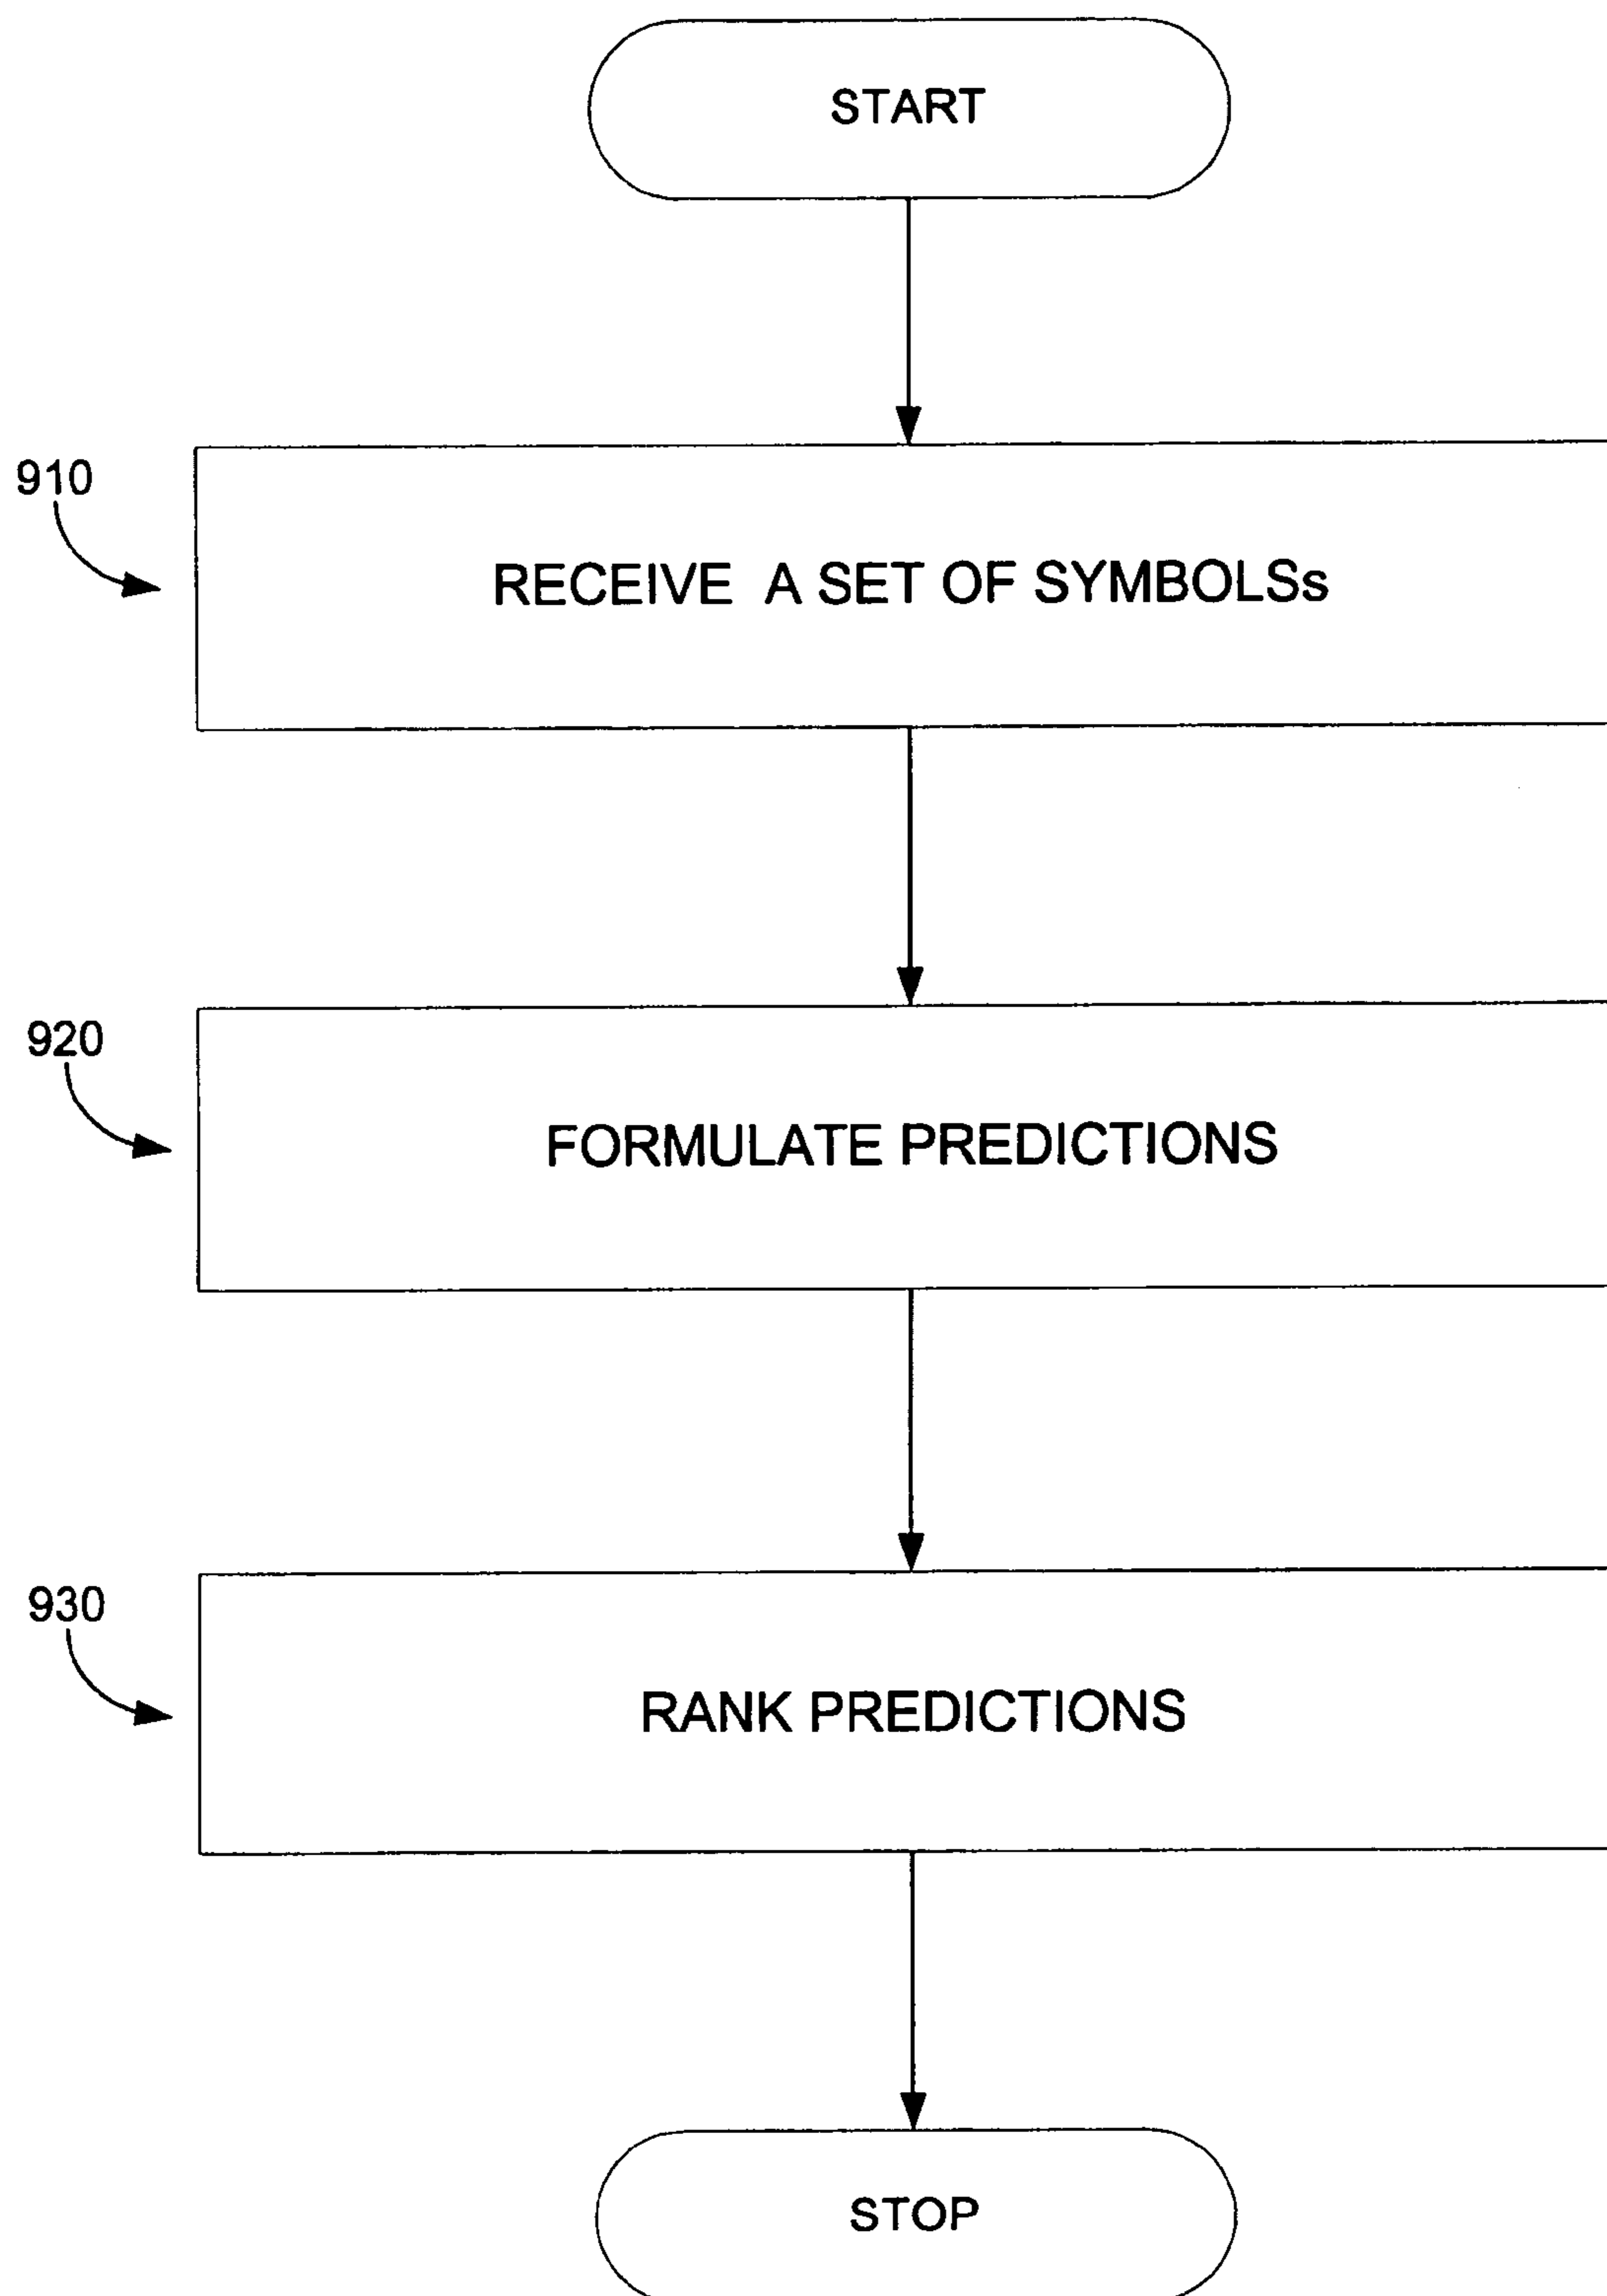 START
910
RECEIVE A SET OF SYMBOLSs
920
FORMULATE PREDICTIONS
930
RANK PREDICTIONS
STOP